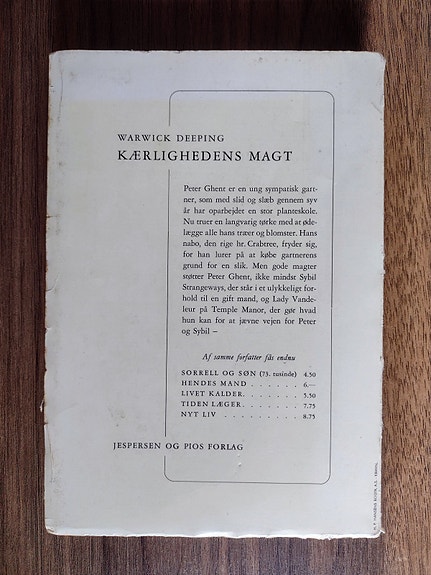 WARWICK DEEPING
KÆRLIGHEDENS MAGT
Peter Ghent er en ung sympatisk gart-
ner, som med slid og slæb gennem syv
år har oparbejdet en stor planteskole.
Nu truer en langvarig tørke med at øde-
lægge alle hans træer og blomster. Hans
nabo, den rige hr. Crabtree, fryder sig,
for han lurer på at købe gartnerens
grund for en slik. Men gode magter
støtter Peter Ghent, ikke mindst Sybil
Strangeways, der står i et ulykkeligt for-
hold til en gift mand, og Lady Vande-
leur på Temple Manor, der gør hvad
hun kan for at jævne vejen for Peter
og Sybil –
Af samme forfatter fås endnu
SORRELL OG SØN (73. tusinde) 4.50
HENDES MAND . . . . . . 6.—
LIVET KALDER. . . . . . . 5.50
TIDEN LÆGER. . . . . . . 7.75
NYT LIV . . . . . . . . . 8.75
JESPERSEN OG PIOS FORLAG